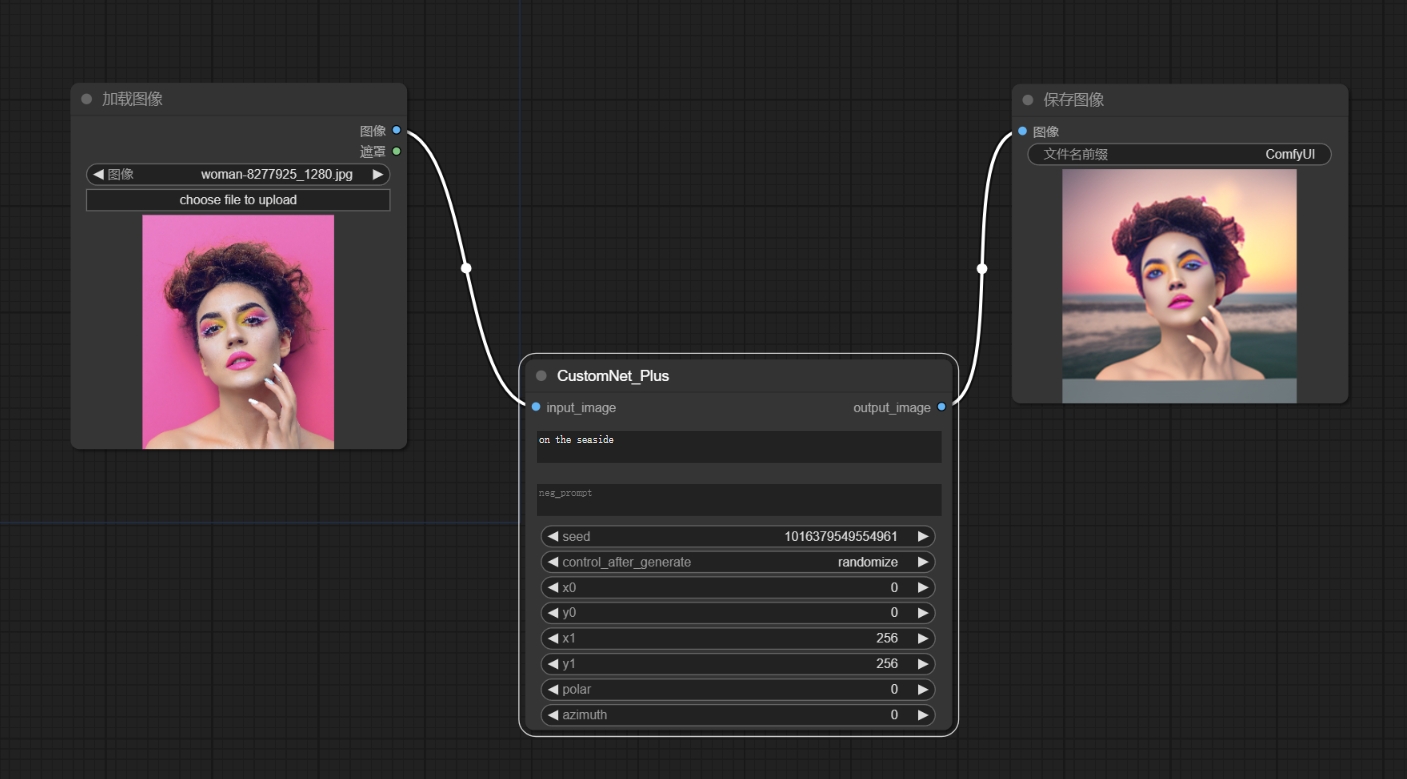 加载图像
图像
遮罩
图像 woman-8277925_1280.jpg
choose file to upload
CustomNet_Plus
input_image output_image
on the seaside
neg_prompt
seed 1016379549554961
control_after_generate randomize
x0 0
y0 0
x1 256
y1 256
polar 0
azimuth 0
保存图像
图像
文件名前缀 ComfyUI